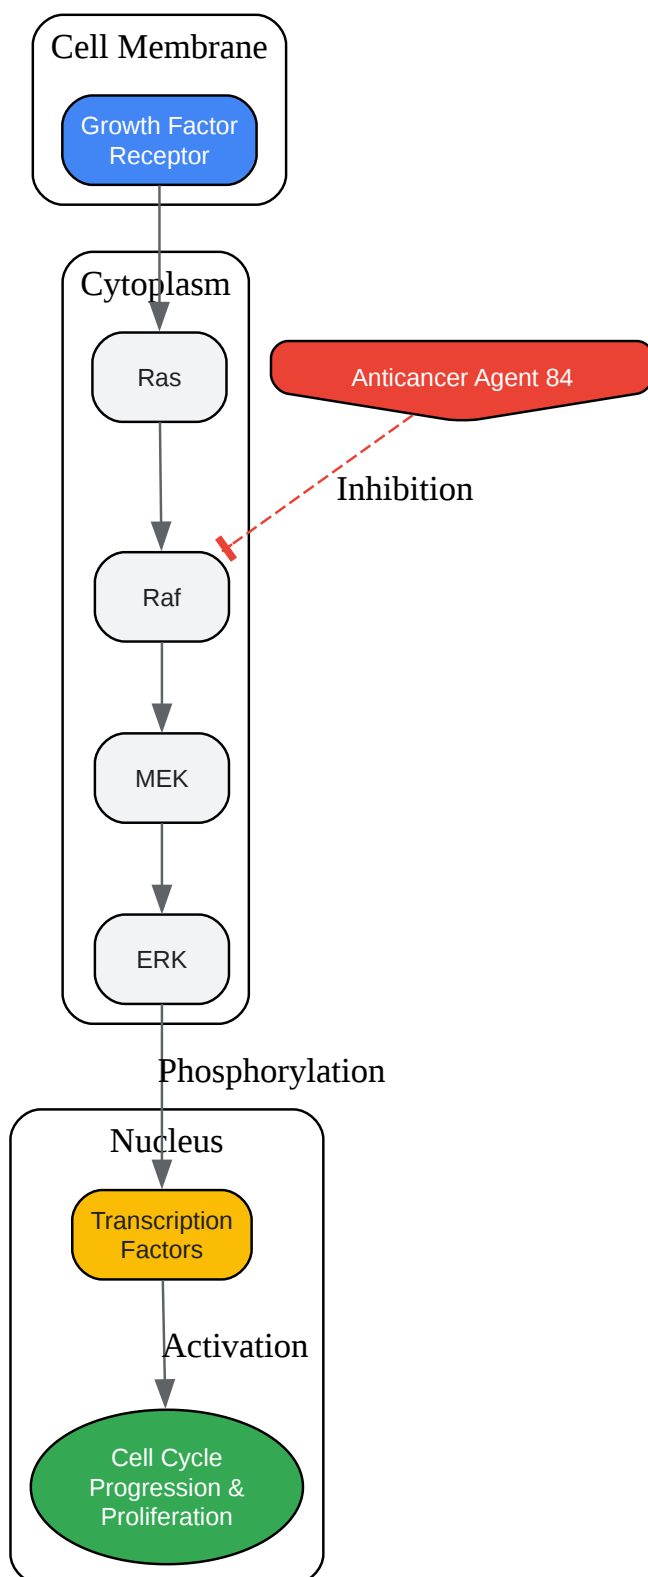 Cell Membrane
Growth Factor
Receptor
Cytoplasm
Ras
Anticancer Agent 84
Inhibition
Raf
MEK
ERK
Phosphorylation
Nucleus
Transcription
Factors
Activation
Cell Cycle
Progression &
Proliferation